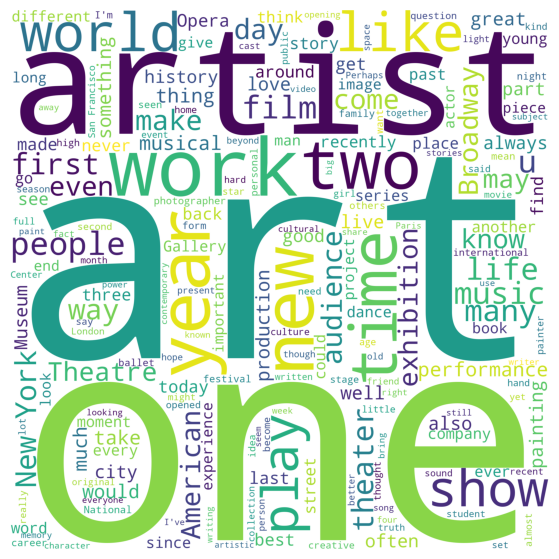 different I'm Opera day think opening question great kind
world cast public story space light young
artist
like
long San Francisco something give history around get Perhaps past night
thing love image come part
make film actor piece
away seen home video together
made high never event musical beyond man recently place always subject
first work two Broadway u
go even personal family want stories mean said
season hard star big girl series may find
see photographer back others live share Paris movie
people full second form Gallery good cultural another know
paint fact month important audience project exhibition international
art
year new time life
end three Center power say contemporary present need dance age use music many
way Museum London known production culture could old book painter
look ballet hope though writer
Theatre festival written stage friend performance
New York today might opened well right hand yet painting
looking week little
one
lot moment much take every American experience idea seem become play theater also still company
city last person street ever sound recent
original everyone would collection better bring thought show
really National since I've best song four truth student
word memory career character writing artistic creative often set